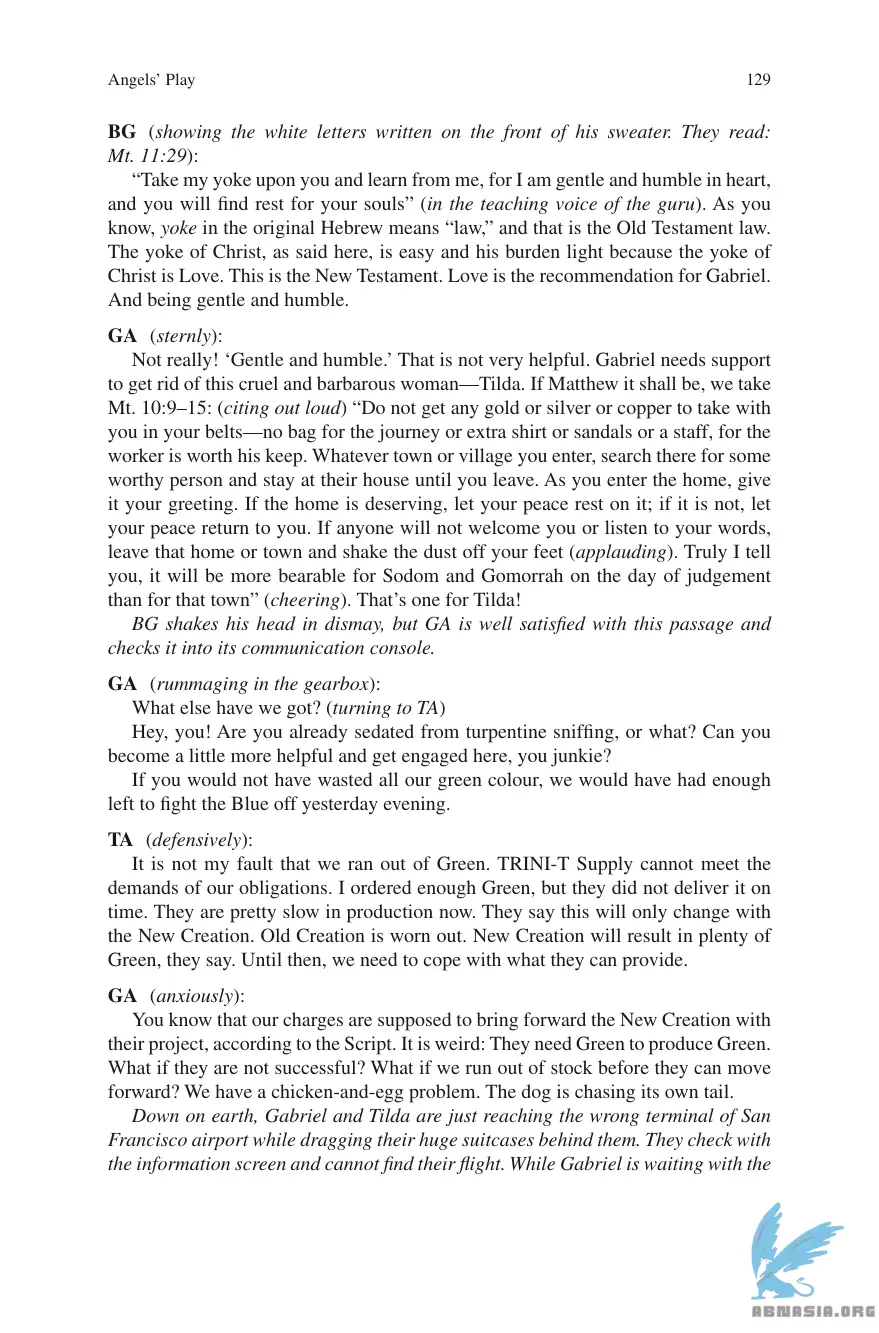 Angels’ Play 129
BG (showing the white letters written on the front of his sweater. They read:
Mt. 11:29):
“Take my yoke upon you and learn from me, for I am gentle and humble in heart,
and you will find rest for your souls” (in the teaching voice of the guru). As you
know, yoke in the original Hebrew means “law,” and that is the Old Testament law.
The yoke of Christ, as said here, is easy and his burden light because the yoke of
Christ is Love. This is the New Testament. Love is the recommendation for Gabriel.
And being gentle and humble.
GA (sternly):
Not really! ‘Gentle and humble.’ That is not very helpful. Gabriel needs support
to get rid of this cruel and barbarous woman—Tilda. If Matthew it shall be, we take
Mt. 10:9–15: (citing out loud) “Do not get any gold or silver or copper to take with
you in your belts—no bag for the journey or extra shirt or sandals or a staff, for the
worker is worth his keep. Whatever town or village you enter, search there for some
worthy person and stay at their house until you leave. As you enter the home, give
it your greeting. If the home is deserving, let your peace rest on it; if it is not, let
your peace return to you. If anyone will not welcome you or listen to your words,
leave that home or town and shake the dust off your feet (applauding). Truly I tell
you, it will be more bearable for Sodom and Gomorrah on the day of judgement
than for that town” (cheering). That’s one for Tilda!
BG shakes his head in dismay, but GA is well satisfied with this passage and
checks it into its communication console.
GA (rummaging in the gearbox):
What else have we got? (turning to TA)
Hey, you! Are you already sedated from turpentine sniffing, or what? Can you
become a little more helpful and get engaged here, you junkie?
If you would not have wasted all our green colour, we would have had enough
left to fight the Blue off yesterday evening.
TA (defensively):
It is not my fault that we ran out of Green. TRINI-T Supply cannot meet the
demands of our obligations. I ordered enough Green, but they did not deliver it on
time. They are pretty slow in production now. They say this will only change with
the New Creation. Old Creation is worn out. New Creation will result in plenty of
Green, they say. Until then, we need to cope with what they can provide.
GA (anxiously):
You know that our charges are supposed to bring forward the New Creation with
their project, according to the Script. It is weird: They need Green to produce Green.
What if they are not successful? What if we run out of stock before they can move
forward? We have a chicken-and-egg problem. The dog is chasing its own tail.
Down on earth, Gabriel and Tilda are just reaching the wrong terminal of San
Francisco airport while dragging their huge suitcases behind them. They check with
the information screen and cannot find their flight. While Gabriel is waiting with the
ABNASIA.ORG